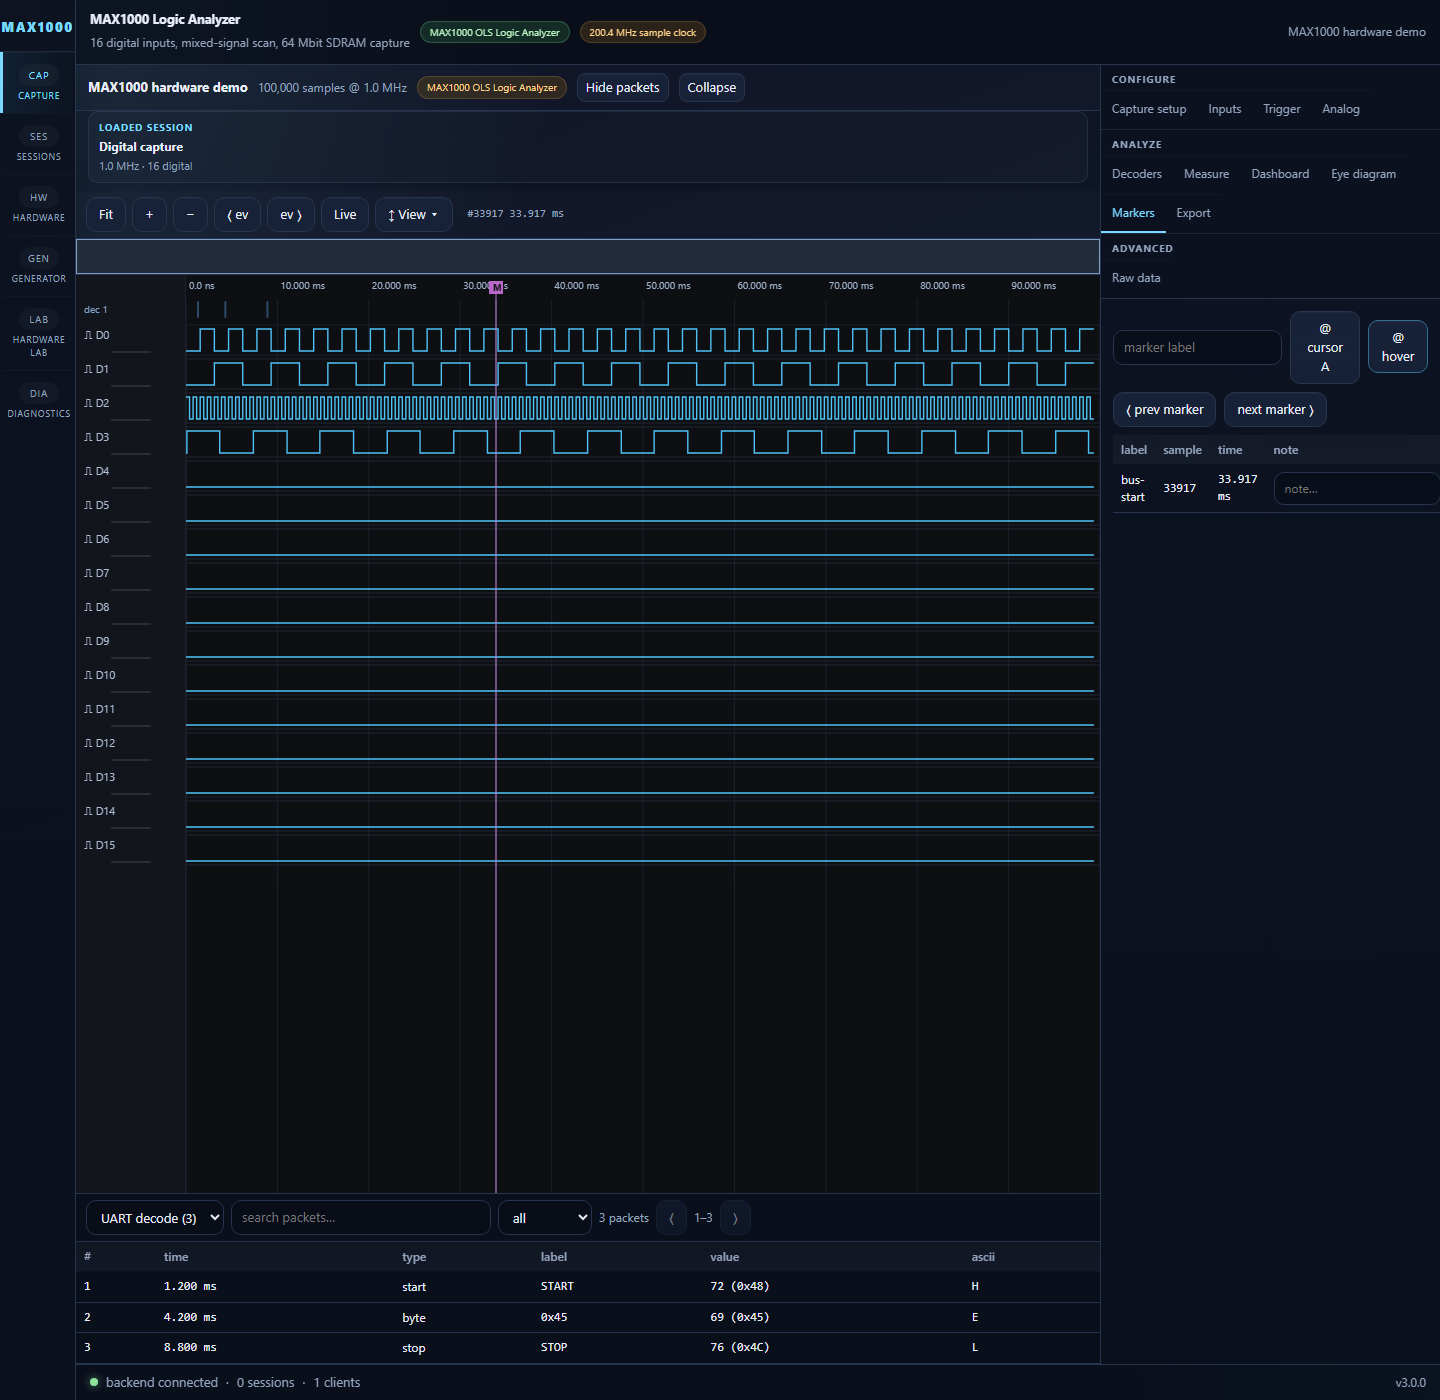 MAX1000
CAP
CAPTURE
SES
SESSIONS
HW
HARDWARE
GEN
GENERATOR
LAB
HARDWARE
LAB
DIA
DIAGNOSTICS
MAX1000 Logic Analyzer
16 digital inputs, mixed-signal scan, 64 Mbit SDRAM capture
MAX1000 OLS Logic Analyzer
200.4 MHz sample clock
MAX1000 hardware demo
MAX1000 hardware demo
100,000 samples @ 1.0 MHz
MAX1000 OLS Logic Analyzer
Hide packets
Collapse
LOADED SESSION
Digital capture
1.0 MHz · 16 digital
Fit
+
−
⟨ ev
ev ⟩
Live
↕ View ▾
#33917 33.917 ms
0.0 ns 10.000 ms 20.000 ms 30.000 ms 40.000 ms 50.000 ms 60.000 ms 70.000 ms 80.000 ms 90.000 ms
M
dec 1
D0
D1
D2
D3
D4
D5
D6
D7
D8
D9
D10
D11
D12
D13
D14
D15
UART decode (3)
search packets...
all
3 packets
⟨
1–3
⟩
# time type label value ascii
1 1.200 ms start START 72 (0x48) H
2 4.200 ms byte 0x45 69 (0x45) E
3 8.800 ms stop STOP 76 (0x4C) L
CONFIGURE
Capture setup Inputs Trigger Analog
ANALYZE
Decoders Measure Dashboard Eye diagram
Markers Export
ADVANCED
Raw data
marker label
@
cursor
A
@
hover
⟨ prev marker
next marker ⟩
label sample time note
bus-
start
33917
33.917
ms
note...
backend connected · 0 sessions · 1 clients
v3.0.0